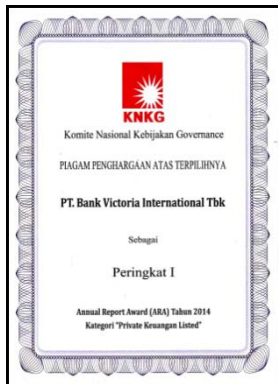 KNKG
Komite Nasional Kebijakan Governance
PIAGAM PENGHARGAAN ATAS TERPILIHNYA
PT. Bank Victoria International Tbk
Sebagai
Peringkat I
Annual Report Award (ARA) Tahun 2014
Kategori "Private Keuangan Listed"